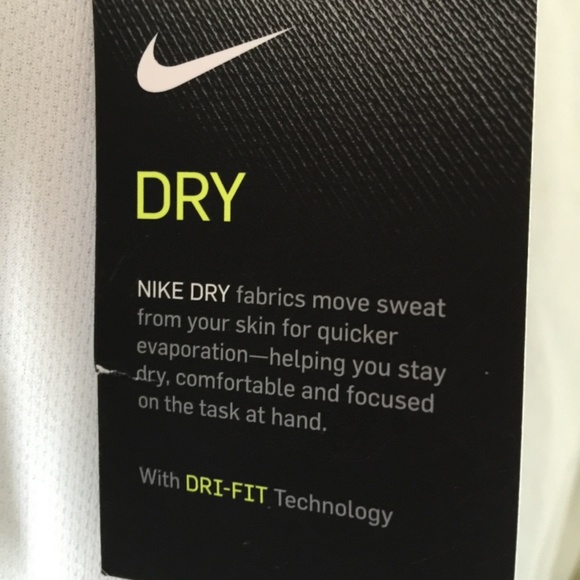 DRY
NIKE DRY fabrics move sweat
from your skin for quicker
evaporation—helping you stay
dry, comfortable and focused
on the task at hand.
With DRI-FIT Technology